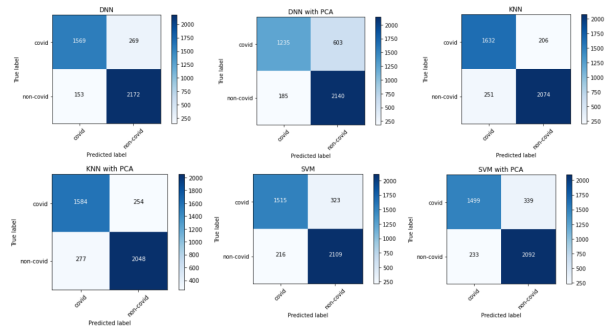 DNN
DNN with PCA
KNN
covid
1569
269
non-covid
153
2172
covid
non-covid
True label
Predicted label
2000
1750
1500
1250
1000
750
500
250
covid
1235
603
non-covid
185
2140
covid
non-covid
True label
Predicted label
2000
1750
1500
1250
1000
750
500
250
covid
1632
206
non-covid
251
2074
covid
non-covid
True label
Predicted label
2000
1750
1500
1250
1000
750
500
250
KNN with PCA
SVM
SVM with PCA
covid
1584
254
non-covid
277
2048
covid
non-covid
True label
Predicted label
2000
1800
1600
1400
1200
1000
800
600
400
covid
1515
323
non-covid
216
2109
covid
non-covid
True label
Predicted label
2000
1750
1500
1250
1000
750
500
250
covid
1499
339
non-covid
233
2092
covid
non-covid
True label
Predicted label
2000
1750
1500
1250
1000
750
500
250